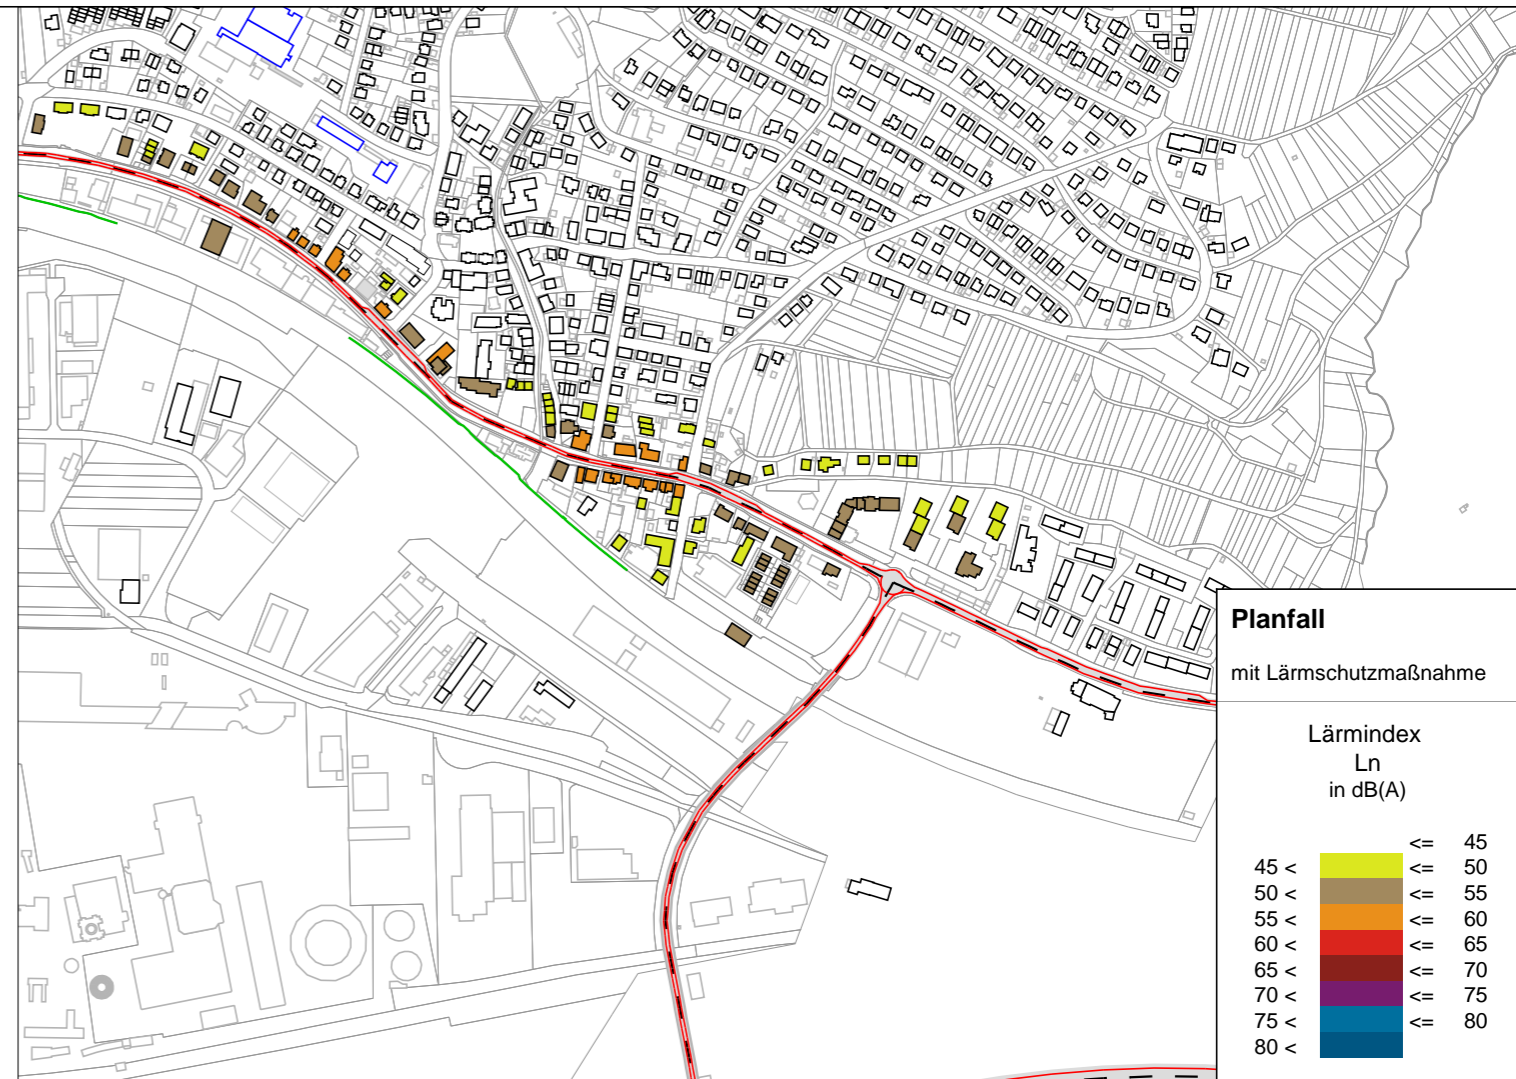 Planfall
mit Lärmschutzmaßnahme
Lärmindex
Ln
in dB(A)
<= 45
45 < <= 50
50 < <= 55
55 < <= 60
60 < <= 65
65 < <= 70
70 < <= 75
75 < <= 80
80 <